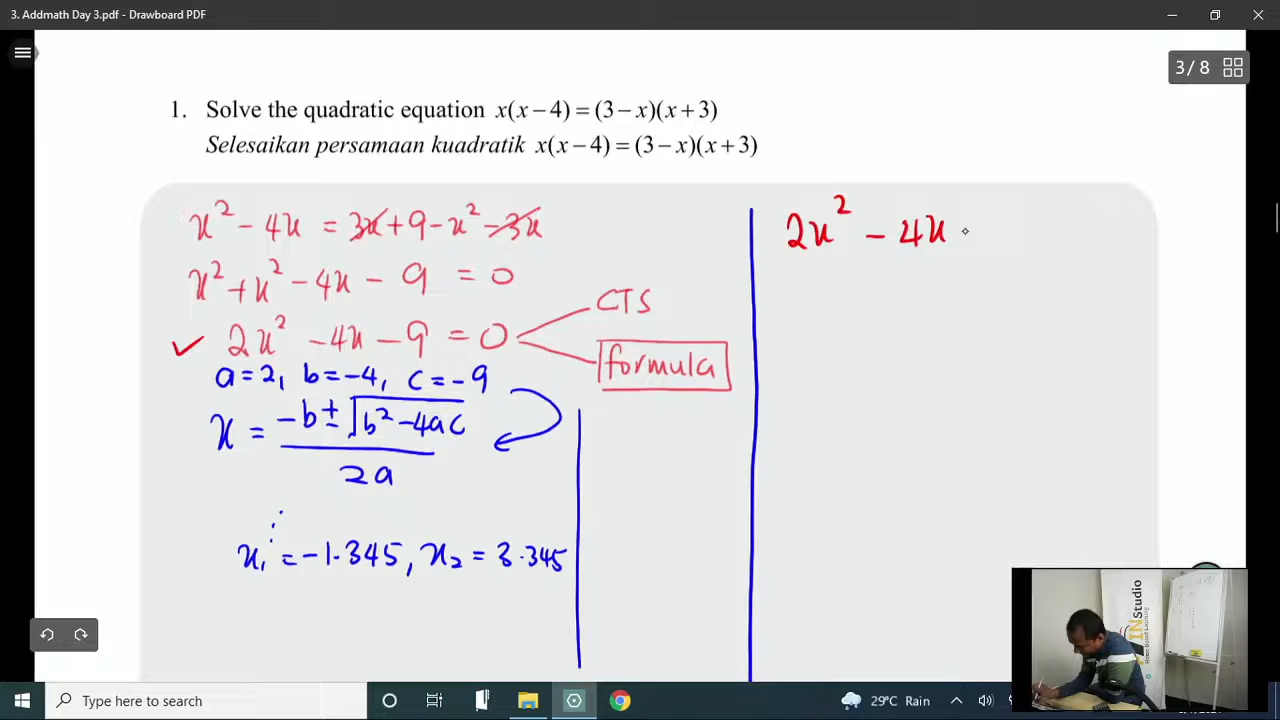 3. Addmath Day 3.pdf - Drawboard PDF
3 / 8
1. Solve the quadratic equation x(x − 4) = (3 − x)(x + 3)
Selesaikan persamaan kuadratik x(x − 4) = (3 − x)(x + 3)
x² − 4x = 3x + 9 − x² − 3x
x² + x² − 4x − 9 = 0
2x² − 4x − 9 = 0
CTS
formula
a = 2, b = −4, c = −9
x = −b ± √b² − 4ac
2a
x₁ = −1.345, x₂ = 3.345
2x² − 4x
Studio
Type here to search
29°C Rain